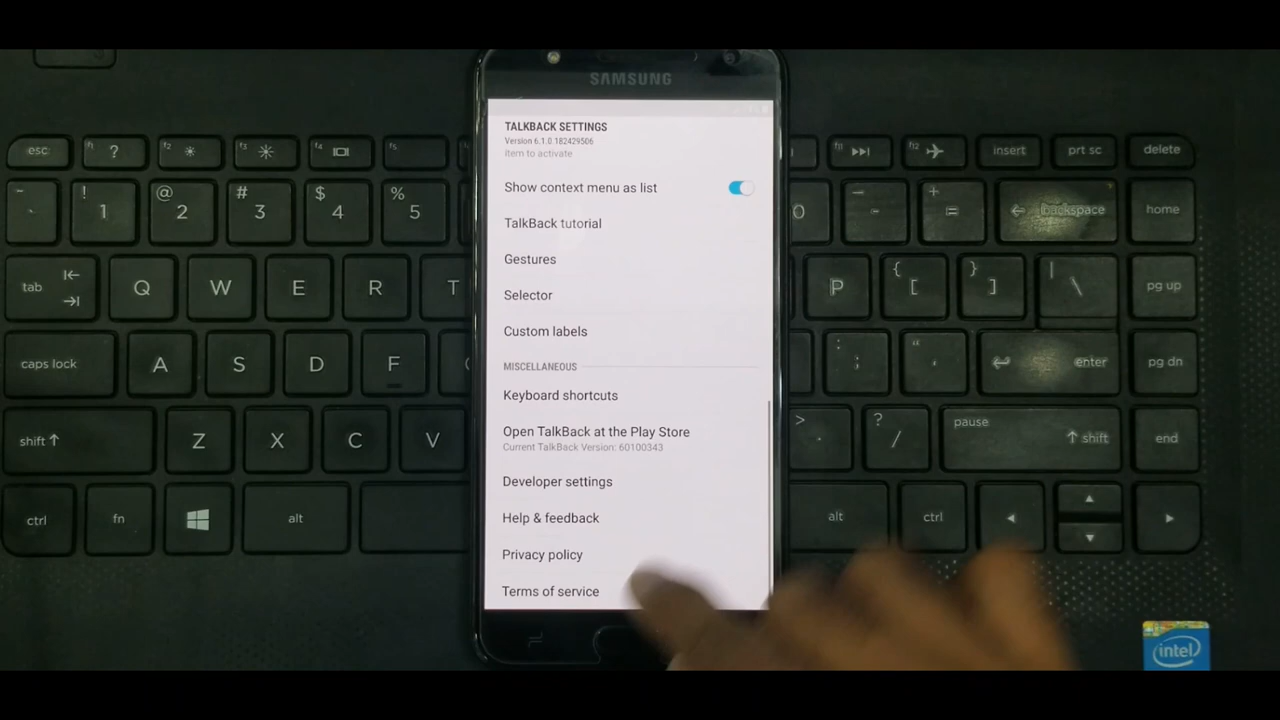 SAMSUNG
TALKBACK SETTINGS
Version 6.1.0.182429506
Item to activate
Show context menu as list
TalkBack tutorial
Gestures
Selector
Custom labels
MISCELLANEOUS
Keyboard shortcuts
Open TalkBack at the Play Store
Current TalkBack Version: 60100343
Developer settings
Help & feedback
Privacy policy
Terms of service
esc f1 ? f2 f3 f4 f5 f11 f12 insert prt sc delete
! 1 @ 2 # 3 $ 4 % 5 0 - + = backspace home
tab Q W E R T P { [ } ] | \ pg up
caps lock A S D F : ; " ' enter pg dn
shift Z X C V > . ? / pause shift end
ctrl fn alt alt ctrl
intel